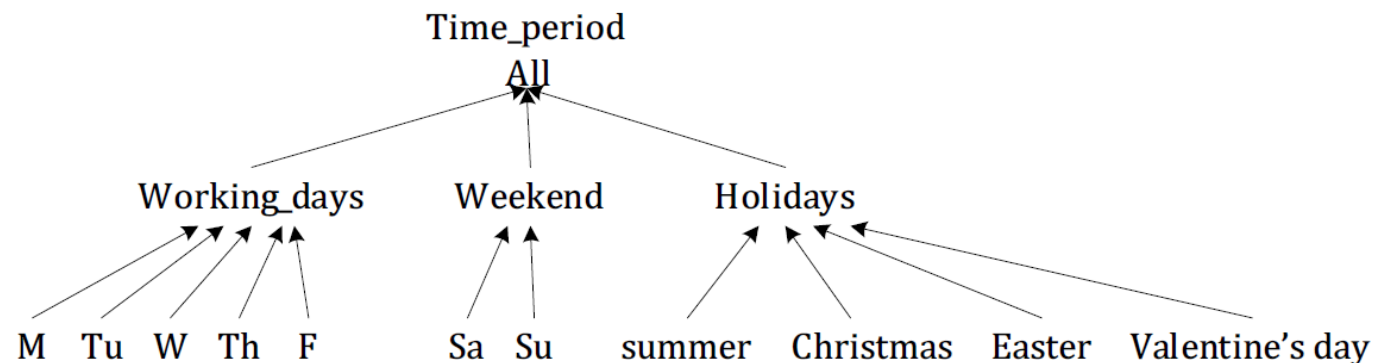 Time_period
All
Working_days Weekend Holidays
M Tu W Th F Sa Su summer Christmas Easter Valentine’s day